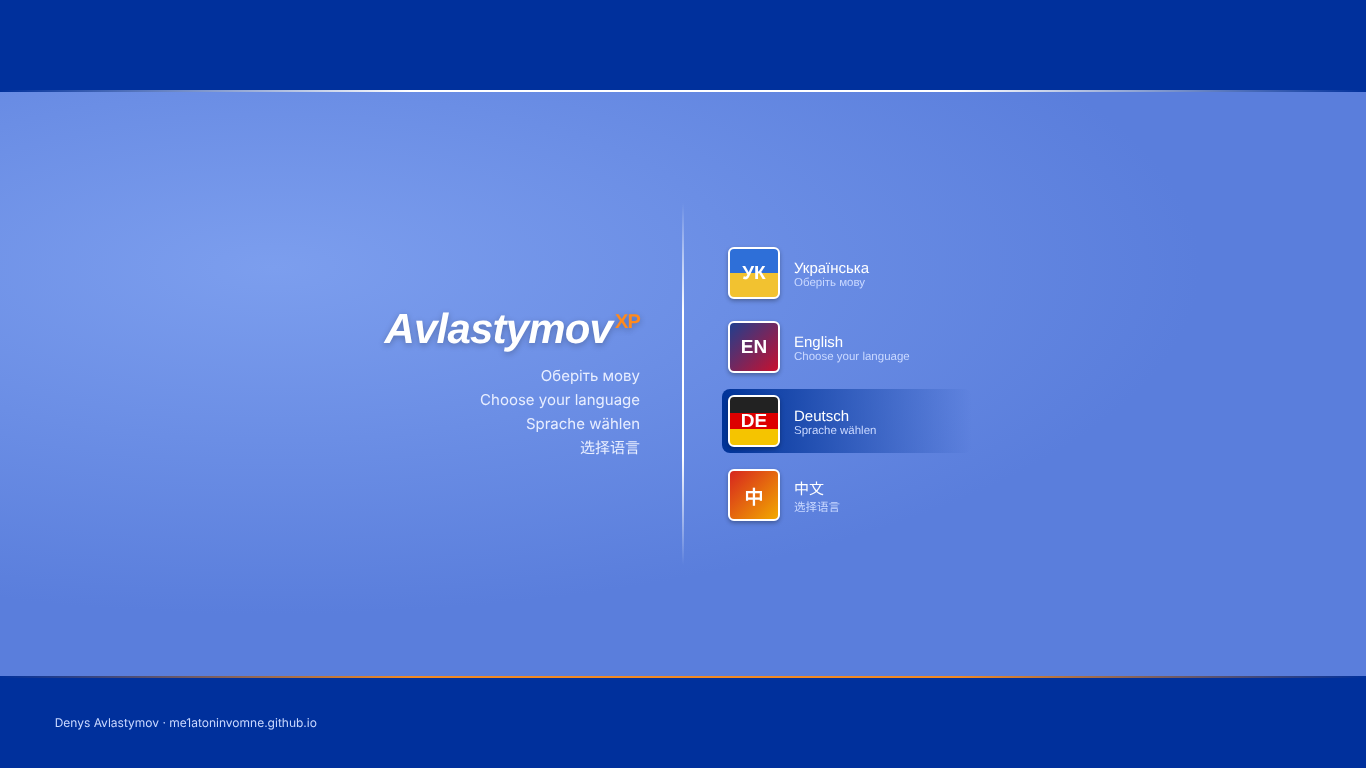 AvlastymovXP
Оберіть мову
Choose your language
Sprache wählen
选择语言
УК
Українська
Оберіть мову
EN
English
Choose your language
DE
Deutsch
Sprache wählen
中
中文
选择语言
Denys Avlastymov · me1atoninvomne.github.io